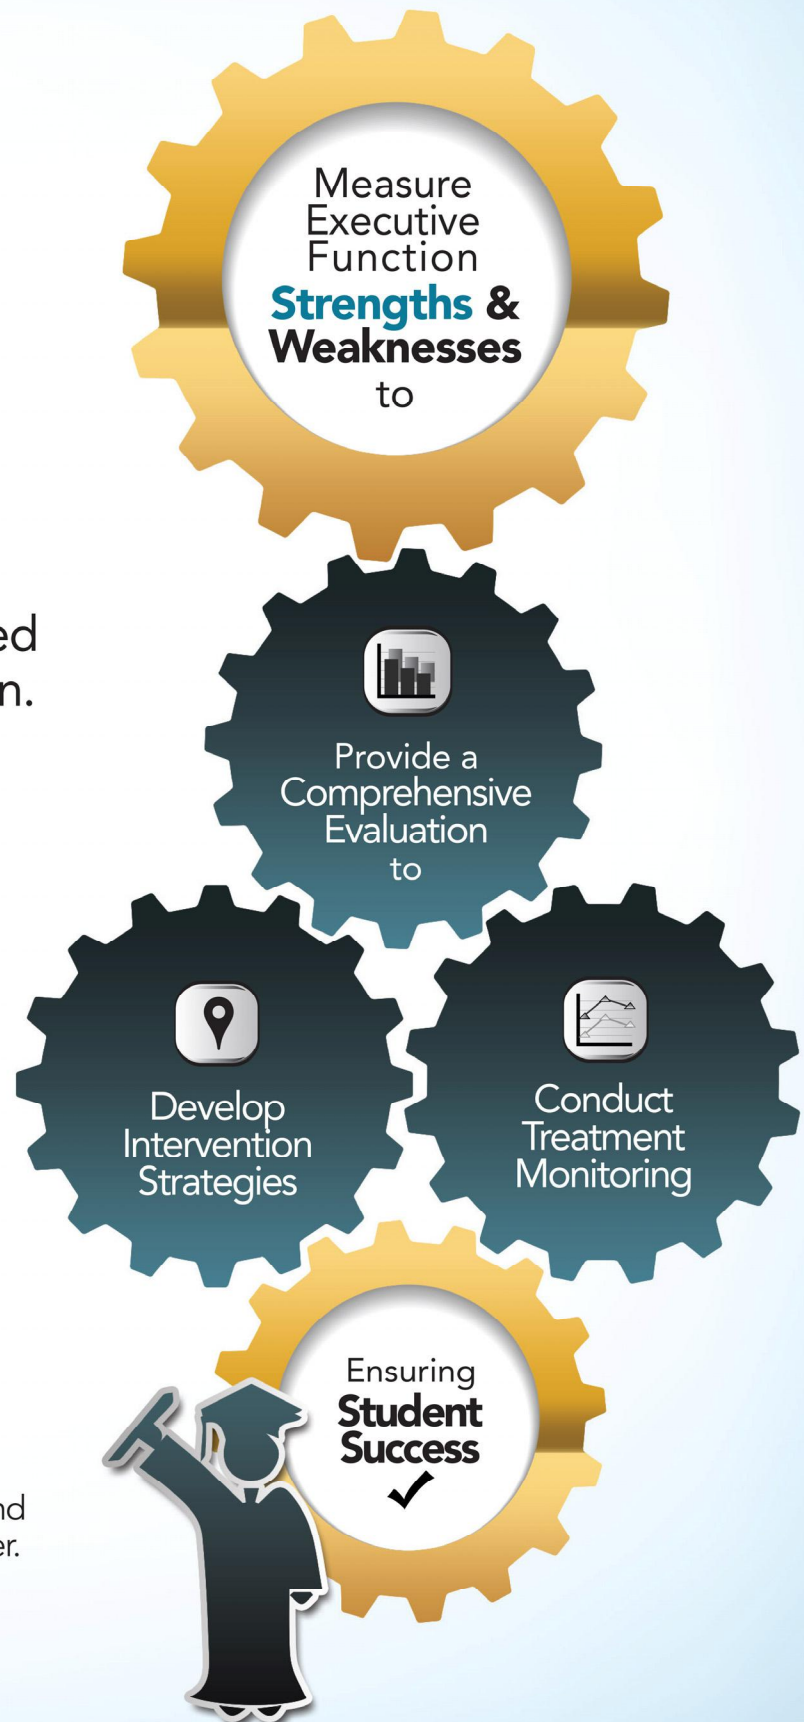 Measure
Executive
Function
Strengths &
Weaknesses
to
Provide a
Comprehensive
Evaluation
to
Develop
Intervention
Strategies
Conduct
Treatment
Monitoring
Ensuring
Student
Success